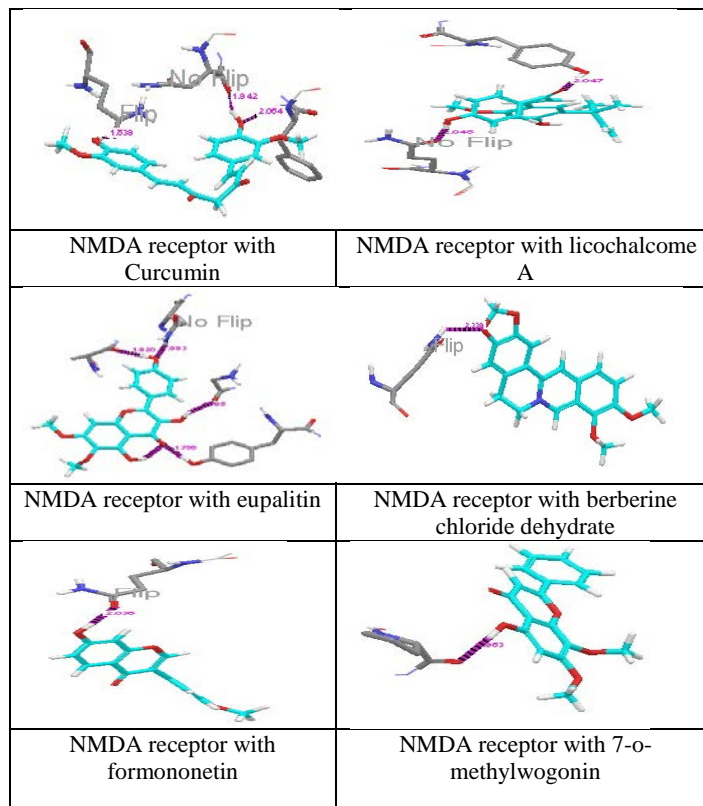 No Flip
1.842
2.064
Flip
2.047
2.046
No Flip
NMDA receptor with
Curcumin
NMDA receptor with licochalcome
A
No Flip
Flip
NMDA receptor with eupalitin
NMDA receptor with berberine
chloride dehydrate
Flip
NMDA receptor with
formononetin
NMDA receptor with 7-o-
methylwogonin